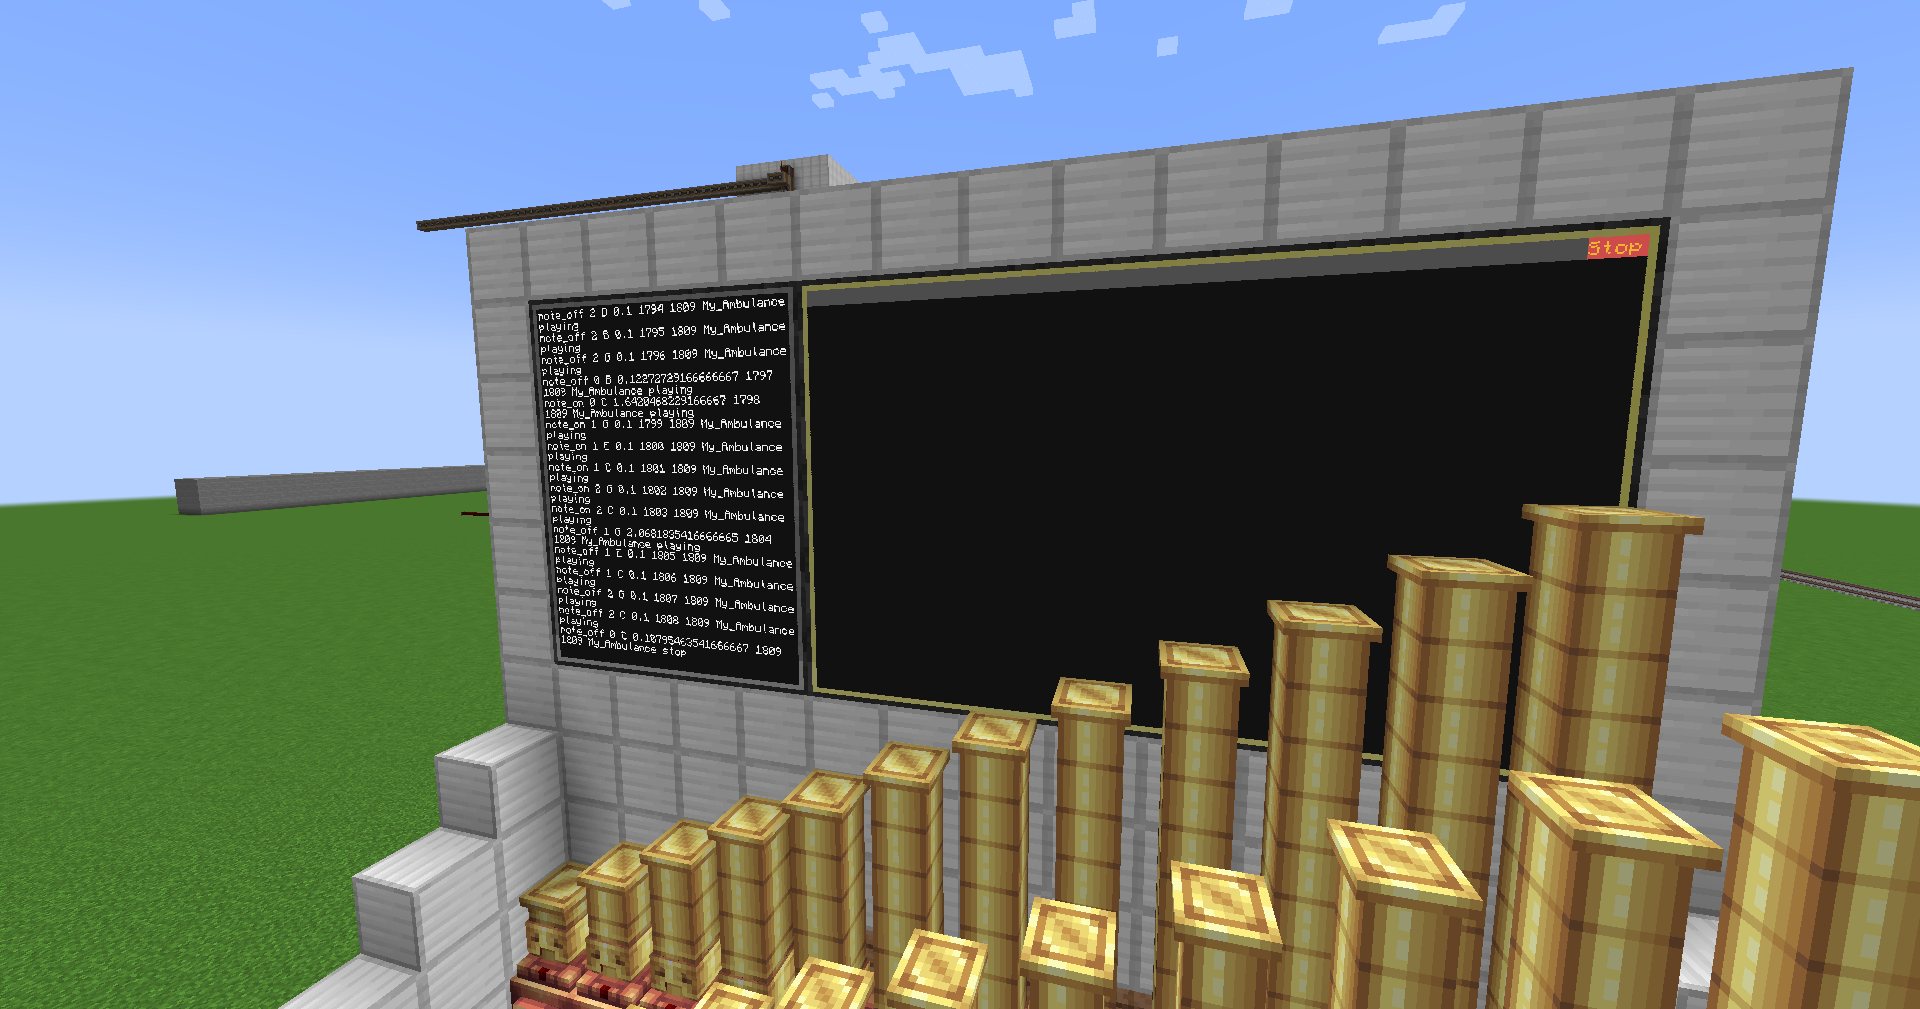 note_off 2 D 0.1 1794 1809 My_Ambulance
playing
note_off 2 B 0.1 1795 1809 My_Ambulance
playing
note_off 2 G 0.1 1796 1809 My_Ambulance
playing
note_off 0 B 0.12272729166666667 1797
1809 My_Ambulance playing
note_on 0 C 1.6420468229166667 1798
1809 My_Ambulance playing
note_on 1 G 0.1 1799 1809 My_Ambulance
playing
note_on 1 E 0.1 1800 1809 My_Ambulance
playing
note_on 1 C 0.1 1801 1809 My_Ambulance
playing
note_on 2 G 0.1 1802 1809 My_Ambulance
playing
note_on 2 C 0.1 1803 1809 My_Ambulance
playing
note_off 1 G 2.0681835416666665 1804
1809 My_Ambulance playing
note_off 1 E 0.1 1805 1809 My_Ambulance
playing
note_off 1 C 0.1 1806 1809 My_Ambulance
playing
note_off 2 G 0.1 1807 1809 My_Ambulance
playing
note_off 2 C 0.1 1808 1809 My_Ambulance
playing
note_off 0 C 0.18795463541666667 1809
1809 My_Ambulance stop
Stop